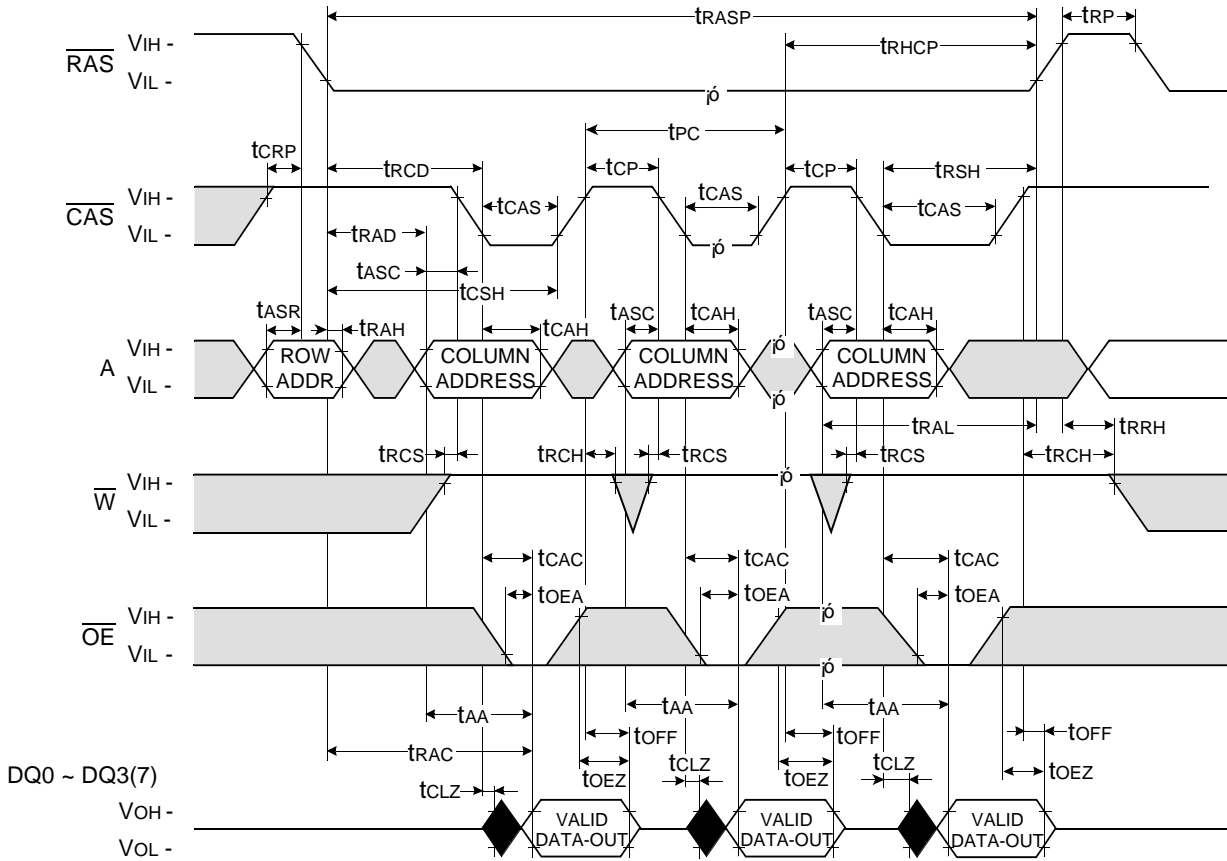 tRASP
tRP
VIH -
RAS
VIL -
tRHCP
¡ó
tPC
tCRP
tRCD
tCP
tCP
tRSH
VIH -
CAS
VIL -
tCAS
tCAS
tCAS
¡ó
tRAD
tASC
tCSH
tASR
tRAH
tCAH
tASC
tCAH
tASC
tCAH
VIH -
A
VIL -
ROW
ADDR.
COLUMN
ADDRESS
COLUMN
ADDRESS
¡ó
¡ó
COLUMN
ADDRESS
tRAL
tRRH
tRCS
tRCH
tRCS
tRCS
tRCH
VIH -
W
VIL -
¡ó
tCAC
tCAC
tCAC
tOEA
tOEA
tOEA
VIH -
OE
VIL -
¡ó
¡ó
tAA
tAA
tAA
tOFF
tOFF
tOFF
tRAC
tOEZ
tCLZ
tOEZ
tCLZ
tOEZ
DQ0 ~ DQ3(7)
tCLZ
VOH -
VOL -
VALID
DATA-OUT
VALID
DATA-OUT
VALID
DATA-OUT